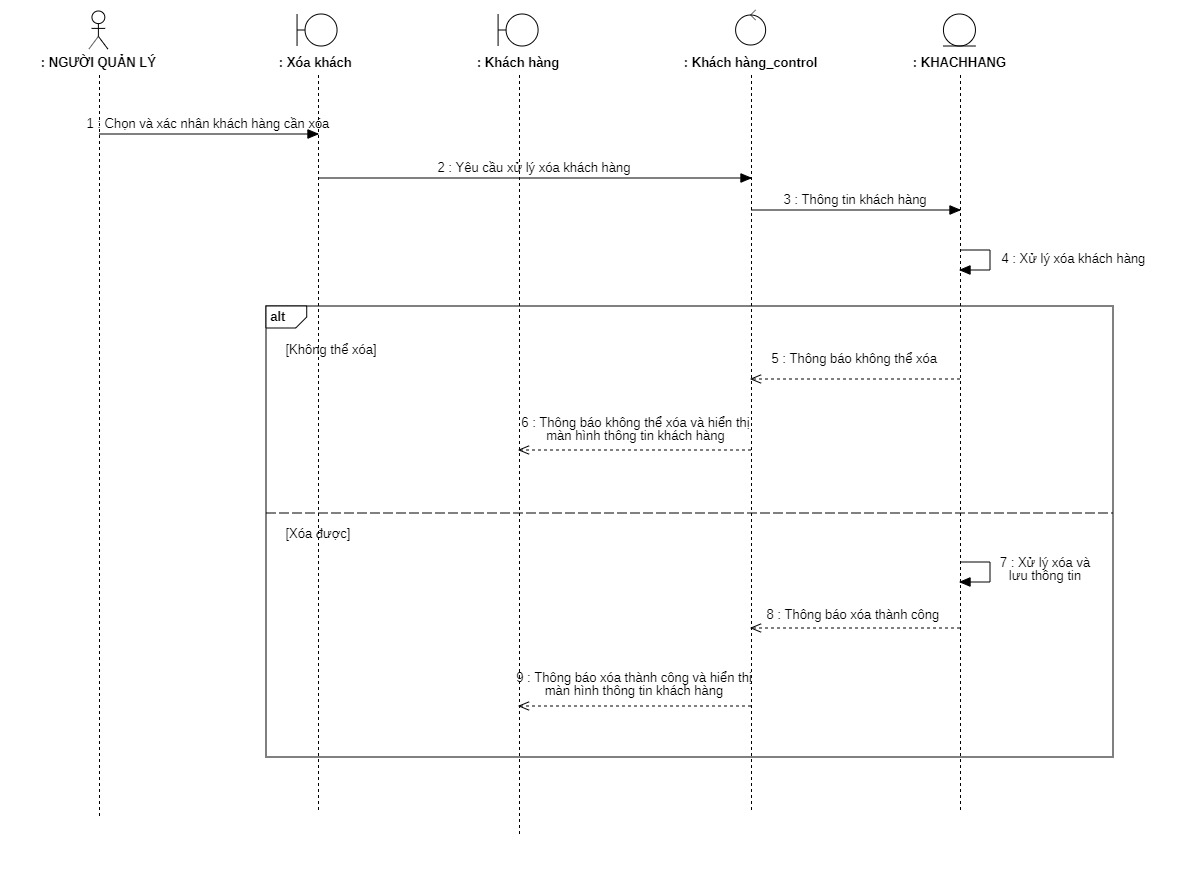 : NGƯỜI QUẢN LÝ
: Xóa khách
: Khách hàng
: Khách hàng_control
: KHACHHANG
1 : Chọn và xác nhân khách hàng cần xóa
2 : Yêu cầu xử lý xóa khách hàng
3 : Thông tin khách hàng
4 : Xử lý xóa khách hàng
alt
[Không thể xóa]
5 : Thông báo không thể xóa
6 : Thông báo không thể xóa và hiển thị
màn hình thông tin khách hàng
[Xóa được]
7 : Xử lý xóa và
lưu thông tin
8 : Thông báo xóa thành công
9 : Thông báo xóa thành công và hiển thị
màn hình thông tin khách hàng